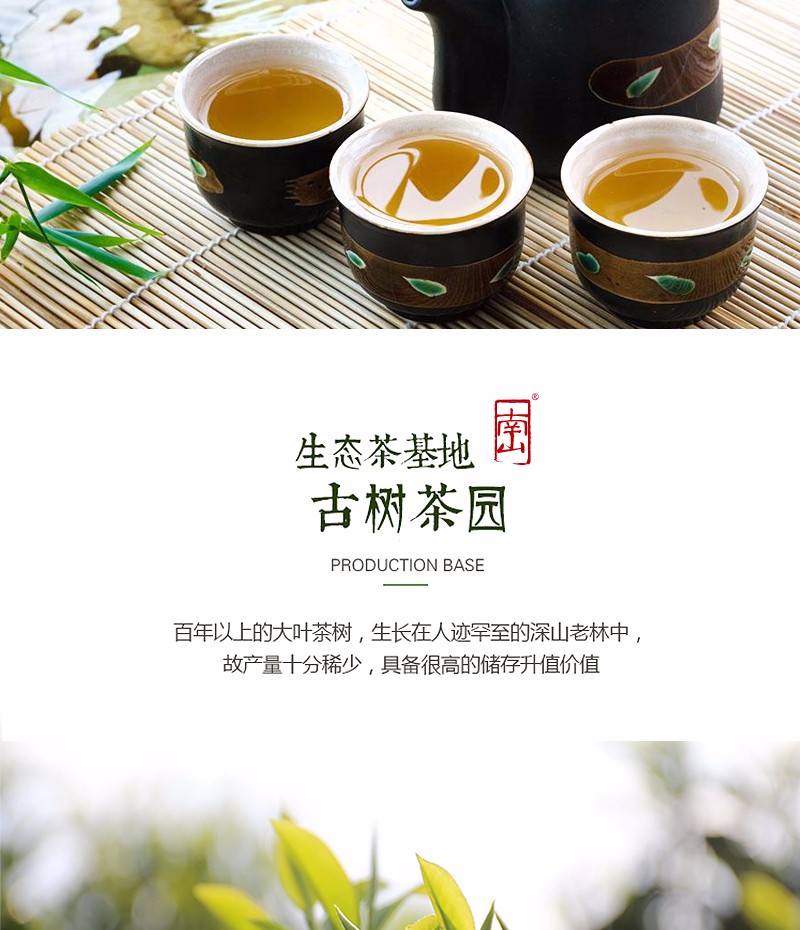 生态茶基地
南山®
古树茶园
PRODUCTION BASE
百年以上的大叶茶树，生长在人迹罕至的深山老林中，
故产量十分稀少，具备很高的储存升值价值